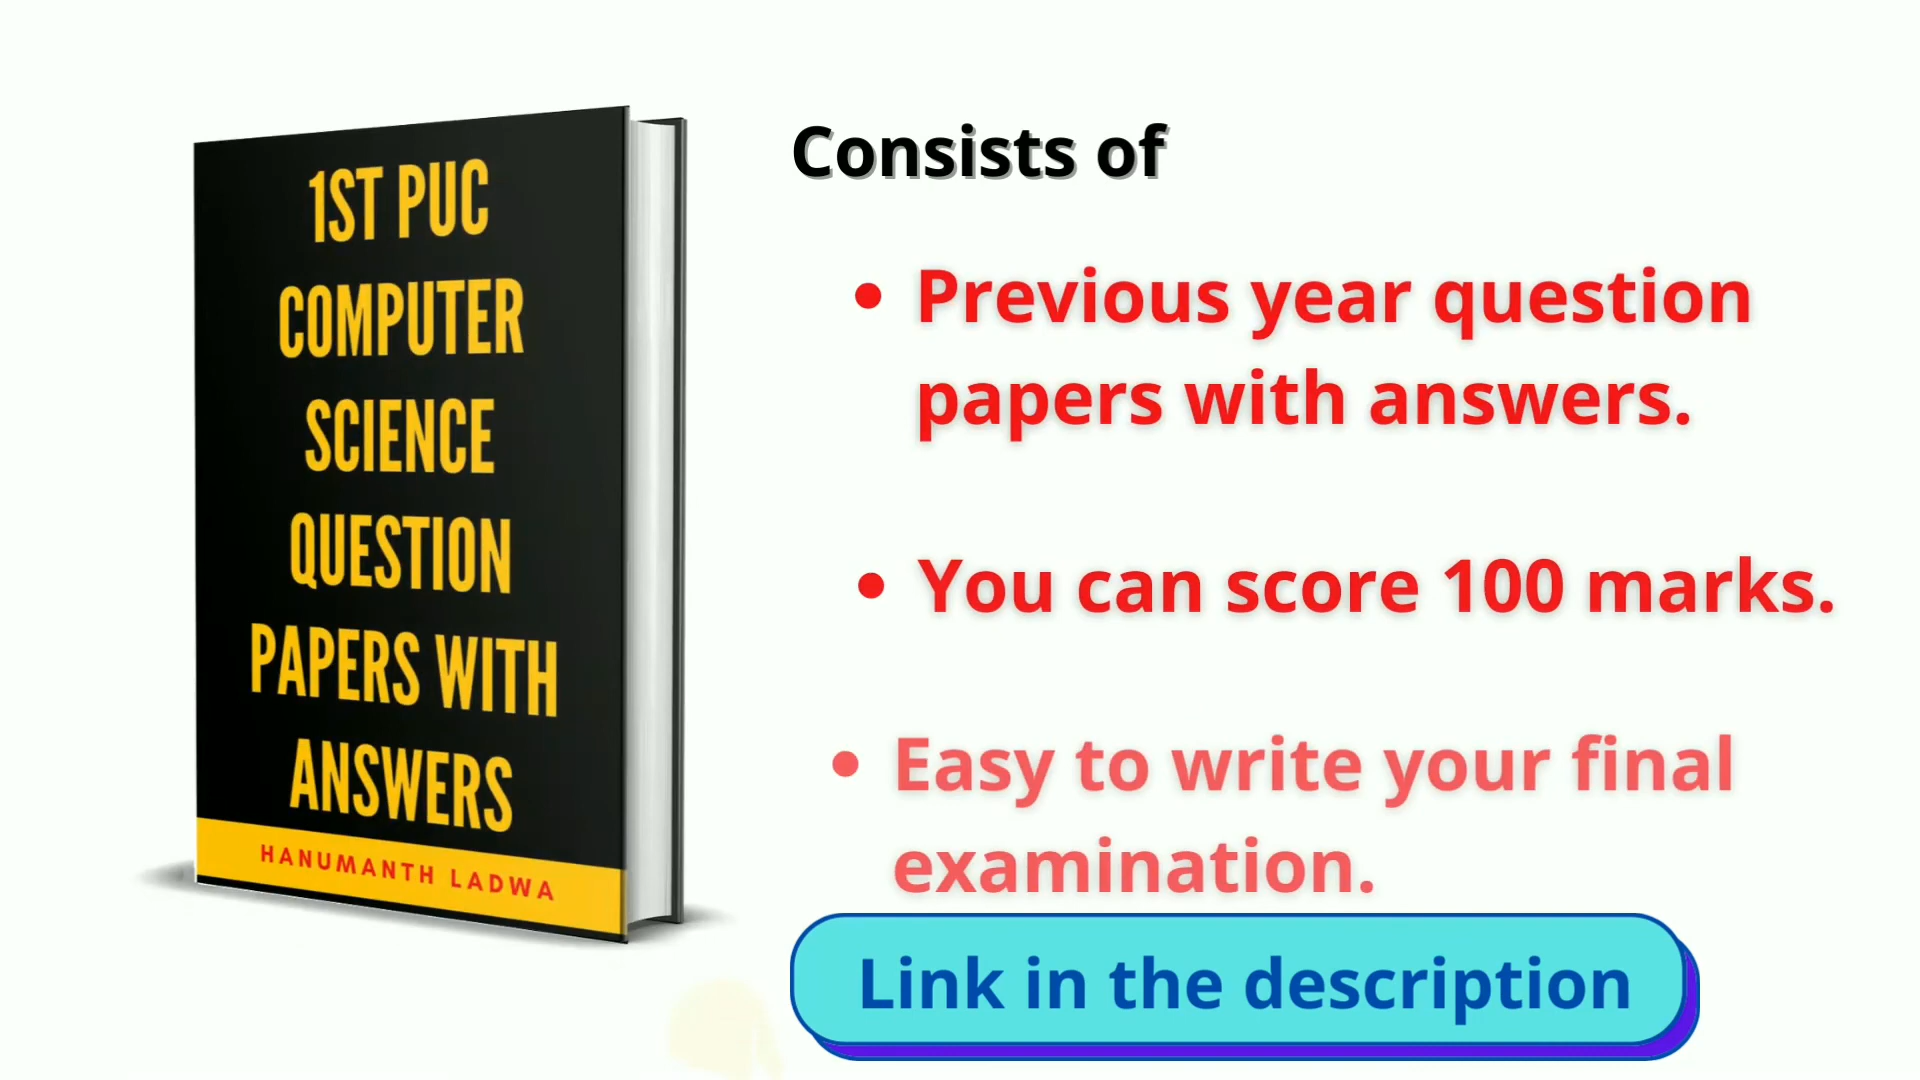 1ST PUC
COMPUTER
SCIENCE
QUESTION
PAPERS WITH
ANSWERS
HANUMANTH LADWA
Consists of
• Previous year question
papers with answers.
• You can score 100 marks.
• Easy to write your final
examination.
Link in the description